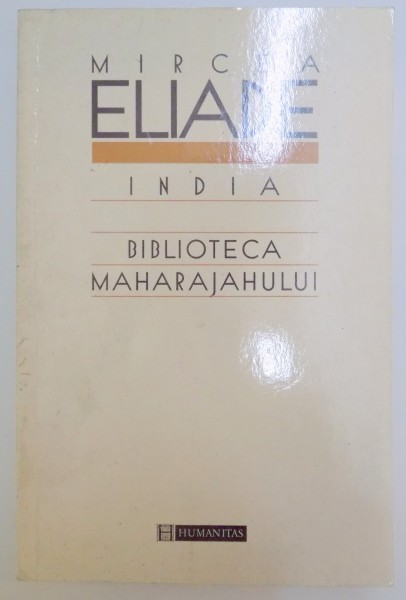 MIRCEA
ELIADE
INDIA
BIBLIOTECA
MAHARAJAHULUI
HUMANITAS